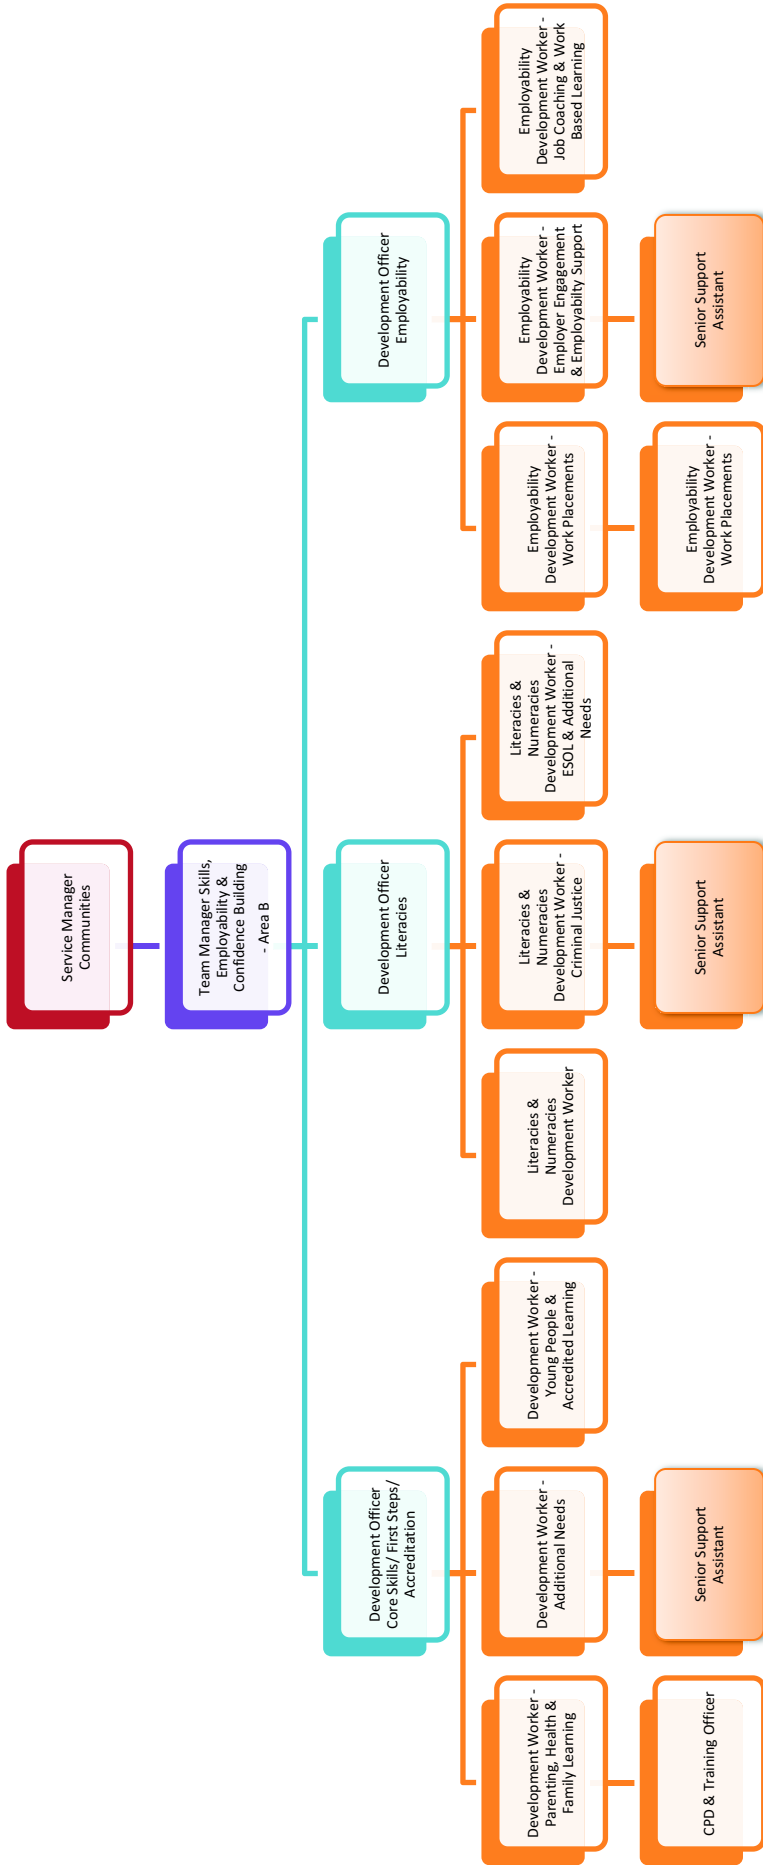 Service Manager
Communities
Team Manager Skills,
Employability &
Confidence Building
- Area B
Development Officer
Core Skills/ First Steps/
Accreditation
Development Officer
Literacies
Development Officer
Employability
Development Worker -
Parenting, Health &
Family Learning
Development Worker -
Additional Needs
Development Worker -
Young People &
Accredited Learning
Literacies &
Numeracies
Development Worker
Literacies &
Numeracies
Development Worker -
Criminal Justice
Literacies &
Numeracies
Development Worker -
ESOL & Additional
Needs
Employability
Development Worker -
Work Placements
Employability
Development Worker -
Employer Engagement
& Employabilty Support
Employability
Development Worker -
Job Coaching & Work
Based Learning
CPD & Training Officer
Senior Support
Assistant
Senior Support
Assistant
Employability
Development Worker -
Work Placements
Senior Support
Assistant